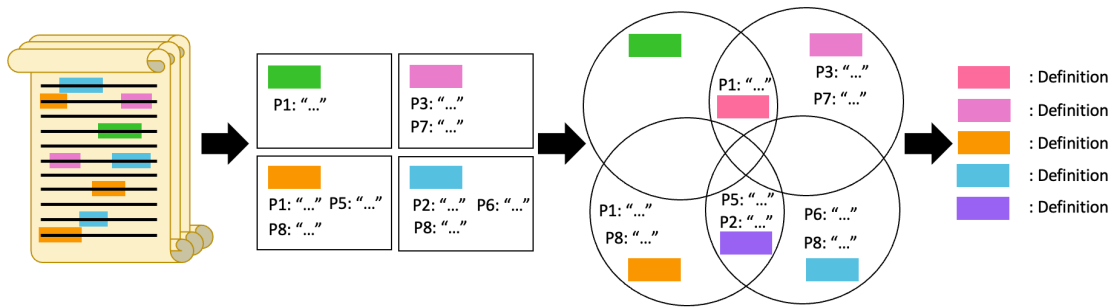 P1: “...”
P3: “...”
P7: “...”
P1: “...” P5: “...”
P8: “...”
P2: “...” P6: “...”
P8: “...”
P1: “...”
P3: “...”
P7: “...”
P1: “...”
P8: “...”
P5: “...”
P2: “...”
P6: “...”
P8: “...”
: Definition
: Definition
: Definition
: Definition
: Definition